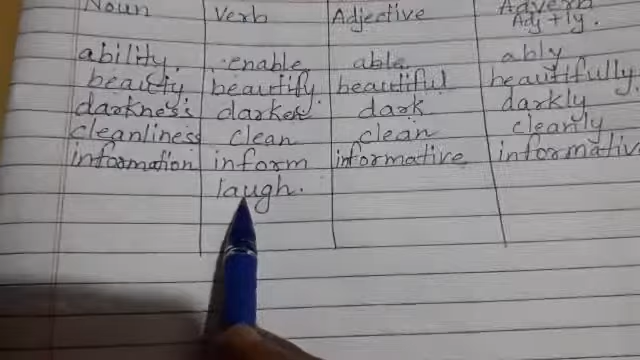 Noun Verb Adjective Adverb
Adj + ly.
ability. enable able ably
beauty beautify beautiful beautifully.
darkness darken dark darkly
cleanliness clean clean cleanly
information inform informative informativ
laugh.